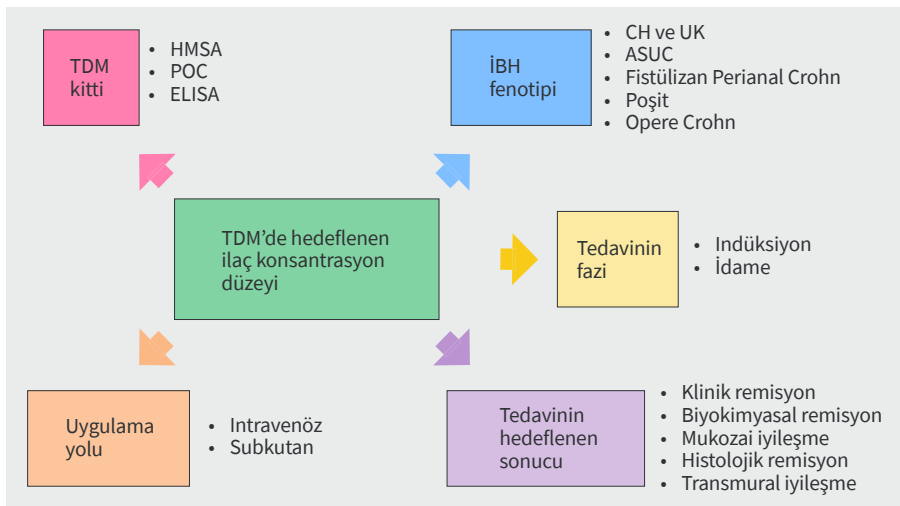 TDM
kitti
• HMSA
• POC
• ELISA
İBH
fenotipi
• CH ve UK
• ASUC
• Fistülizan Perianal Crohn
• Poşit
• Opere Crohn
TDM’de hedeflenen
ilaç konsantrasyon
düzeyi
Tedavinin
fazi
• Indüksiyon
• İdame
Uygulama
yolu
• Intravenöz
• Subkutan
Tedavinin
hedeflenen
sonucu
• Klinik remisyon
• Biyokimyasal remisyon
• Mukozai iyileşme
• Histolojik remisyon
• Transmural iyileşme